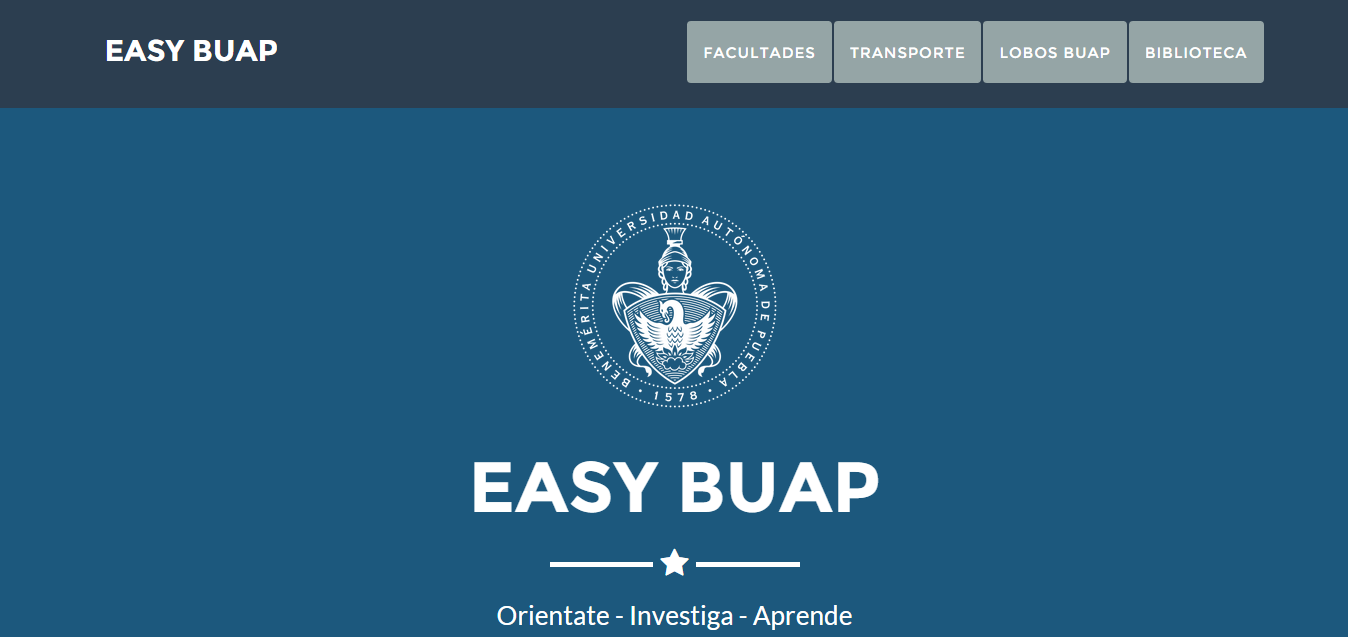 EASY BUAP
FACULTADES
TRANSPORTE
LOBOS BUAP
BIBLIOTECA
BENEMÉRITA UNIVERSIDAD AUTÓNOMA DE PUEBLA
· 1578 ·
EASY BUAP
Orientate - Investiga - Aprende